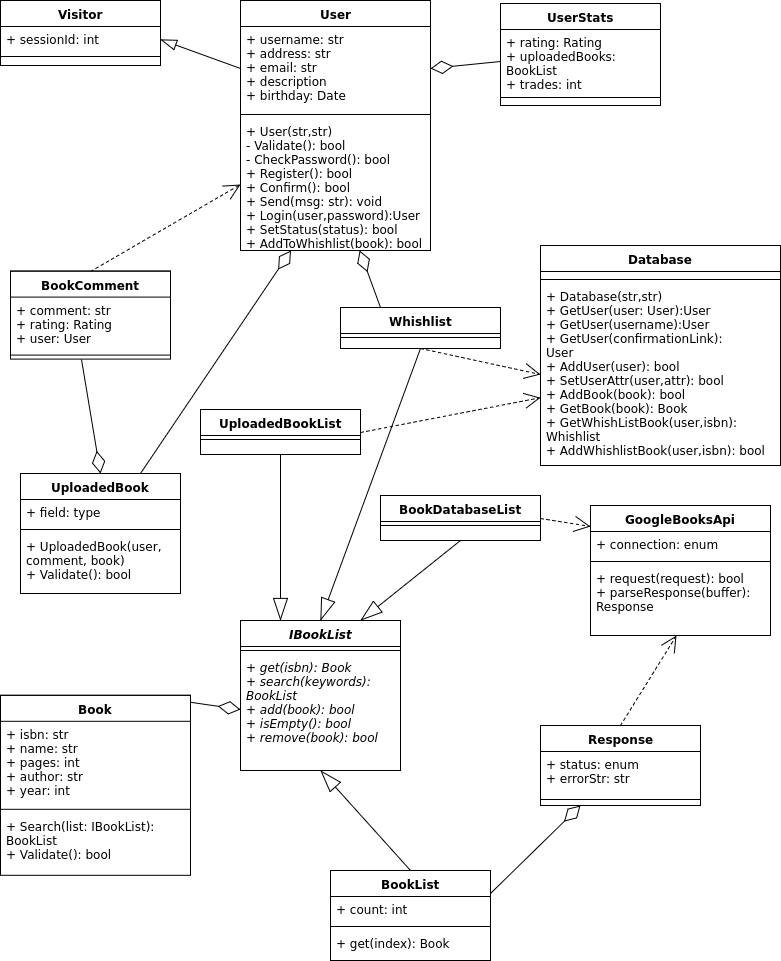 Visitor
+ sessionId: int
User
+ username: str
+ address: str
+ email: str
+ description
+ birthday: Date
+ User(str,str)
- Validate(): bool
- CheckPassword(): bool
+ Register(): bool
+ Confirm(): bool
+ Send(msg: str): void
+ Login(user,password):User
+ SetStatus(status): bool
+ AddToWhishlist(book): bool
UserStats
+ rating: Rating
+ uploadedBooks:
BookList
+ trades: int
Database
+ Database(str,str)
+ GetUser(user: User):User
+ GetUser(username):User
+ GetUser(confirmationLink):
User
+ AddUser(user): bool
+ SetUserAttr(user,attr): bool
+ AddBook(book): bool
+ GetBook(book): Book
+ GetWhishListBook(user,isbn):
Whishlist
+ AddWhishlistBook(user,isbn): bool
BookComment
+ comment: str
+ rating: Rating
+ user: User
Whishlist
UploadedBookList
UploadedBook
+ field: type
+ UploadedBook(user,
comment, book)
+ Validate(): bool
BookDatabaseList
GoogleBooksApi
+ connection: enum
+ request(request): bool
+ parseResponse(buffer):
Response
IBookList
+ get(isbn): Book
+ search(keywords):
BookList
+ add(book): bool
+ isEmpty(): bool
+ remove(book): bool
Book
+ isbn: str
+ name: str
+ pages: int
+ author: str
+ year: int
+ Search(list: IBookList):
BookList
+ Validate(): bool
Response
+ status: enum
+ errorStr: str
BookList
+ count: int
+ get(index): Book